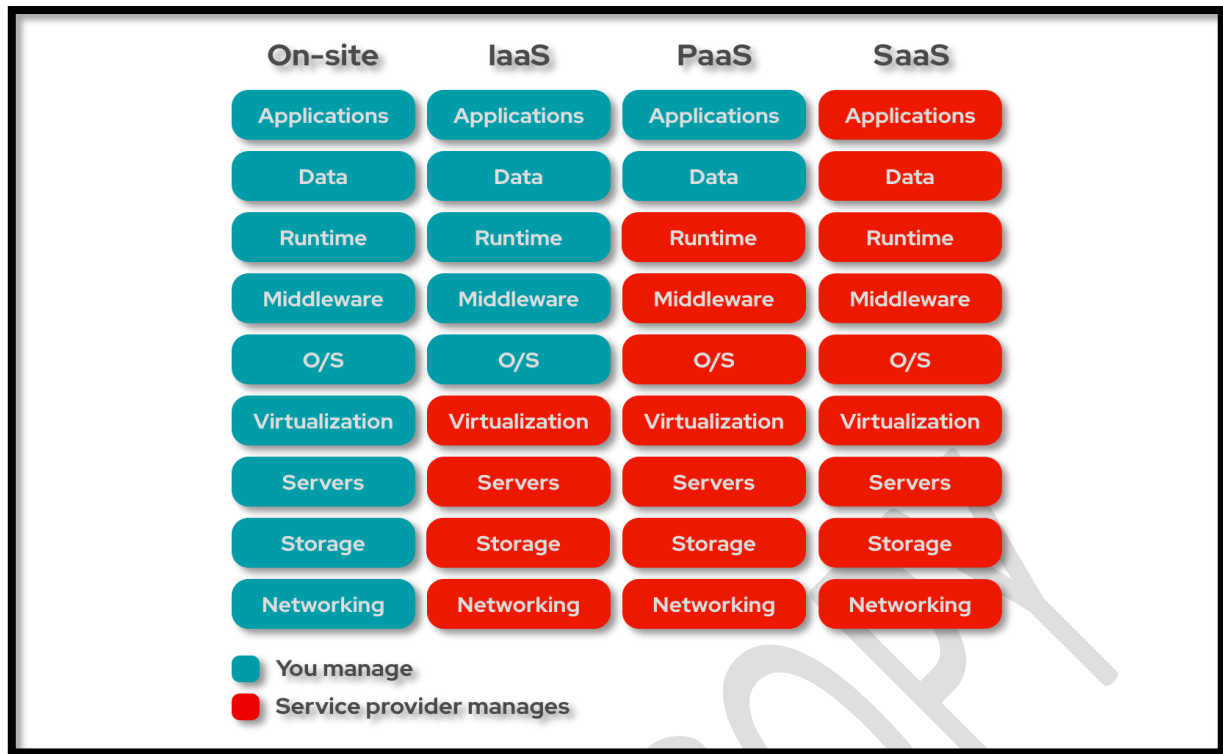 On-site IaaS PaaS SaaS
Applications Applications Applications Applications
Data Data Data Data
Runtime Runtime Runtime Runtime
Middleware Middleware Middleware Middleware
O/S O/S O/S O/S
Virtualization Virtualization Virtualization Virtualization
Servers Servers Servers Servers
Storage Storage Storage Storage
Networking Networking Networking Networking
You manage
Service provider manages
OPY